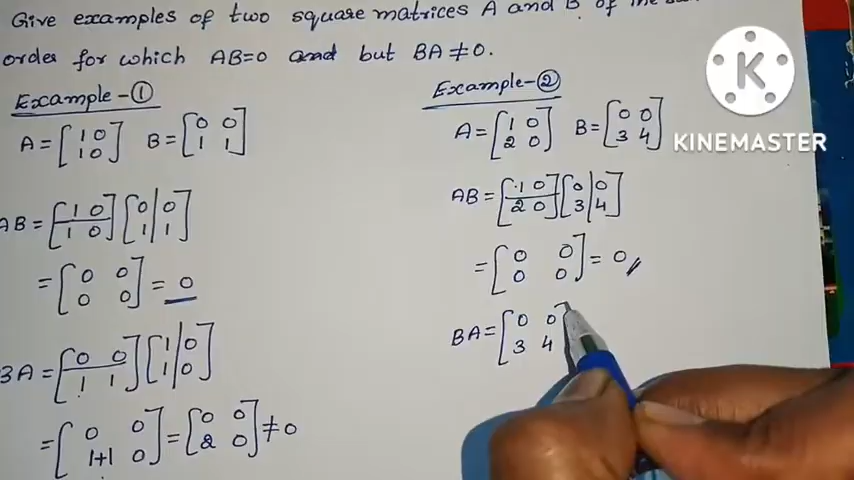 Give examples of two square matrices A and B of the
order for which AB=0 and but BA≠0.
Example-①
A=[1 0
1 0] B=[0 0
1 1]
AB=[1 0
1 0][0 0
1 1]
=[0 0
0 0]=0
BA=[0 0
1 1][1 0
1 0]
=[0 0
1+1 0]=[0 0
2 0]≠0
Example-②
A=[1 0
2 0] B=[0 0
3 4]
AB=[1 0
2 0][0 0
3 4]
=[0 0
0 0]=0
BA=[0 0
3 4
K
KINEMASTER